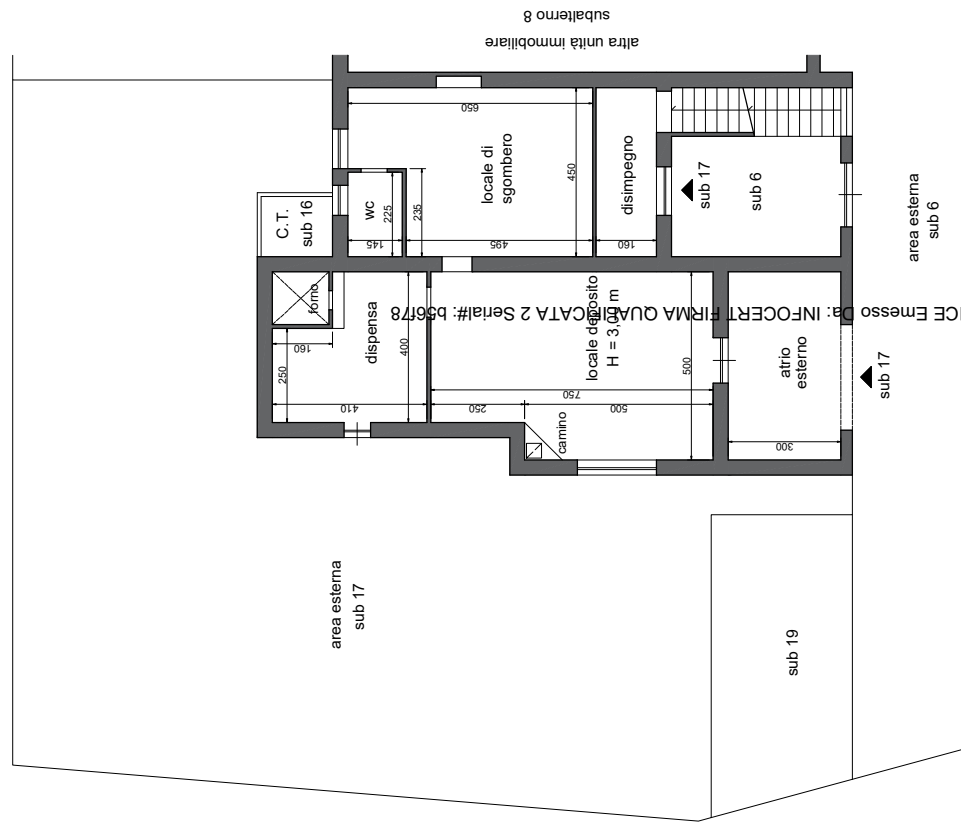 altra unità immobiliare
subalterno 8
650
C.T.
sub 16
wc
225
235
145
locale di
sgombero
450
495
disimpegno
160
sub 17
sub 6
area esterna
sub 6
forno
160
250
dispensa
400
410
ICE Emesso Da: INFOCERT FIRMA QUALIFICATA 2 Serial#: b56f78
locale deposito
H = 3,00 m
500
750
250
500
camino
atrio
esterno
300
sub 17
area esterna
sub 17
sub 19